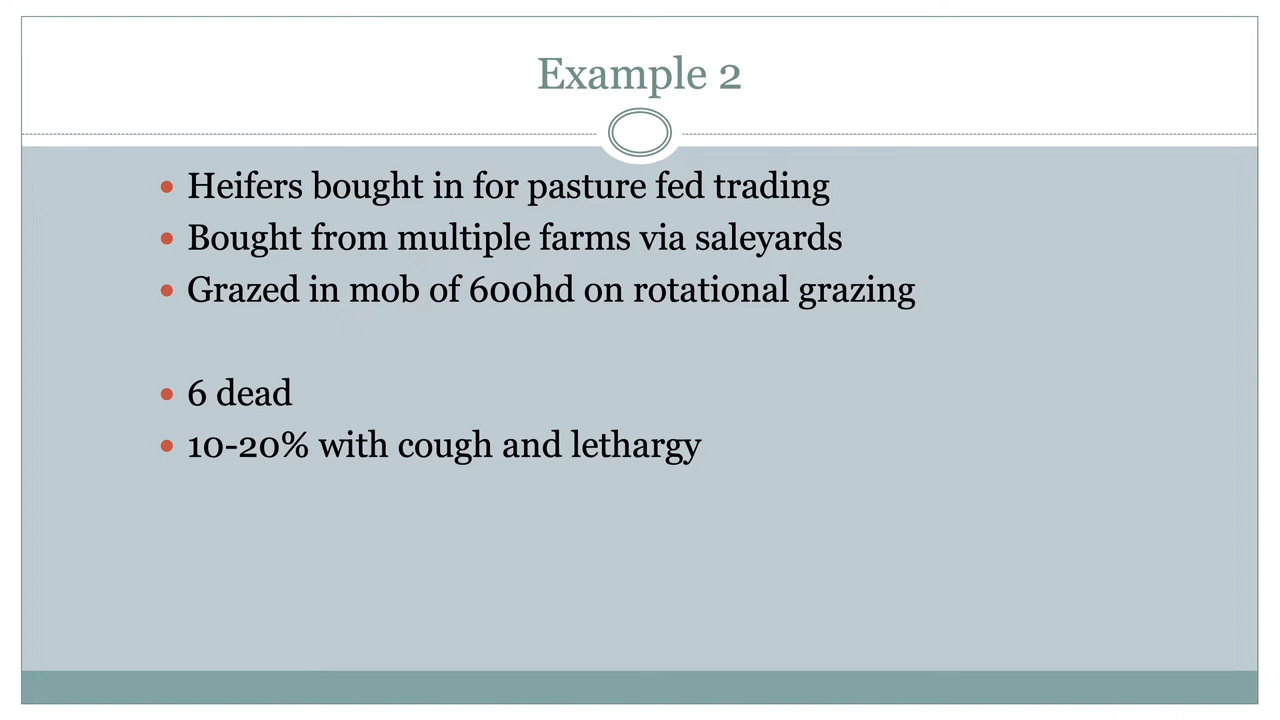 Example 2
Heifers bought in for pasture fed trading
Bought from multiple farms via saleyards
Grazed in mob of 600hd on rotational grazing
6 dead
10-20% with cough and lethargy